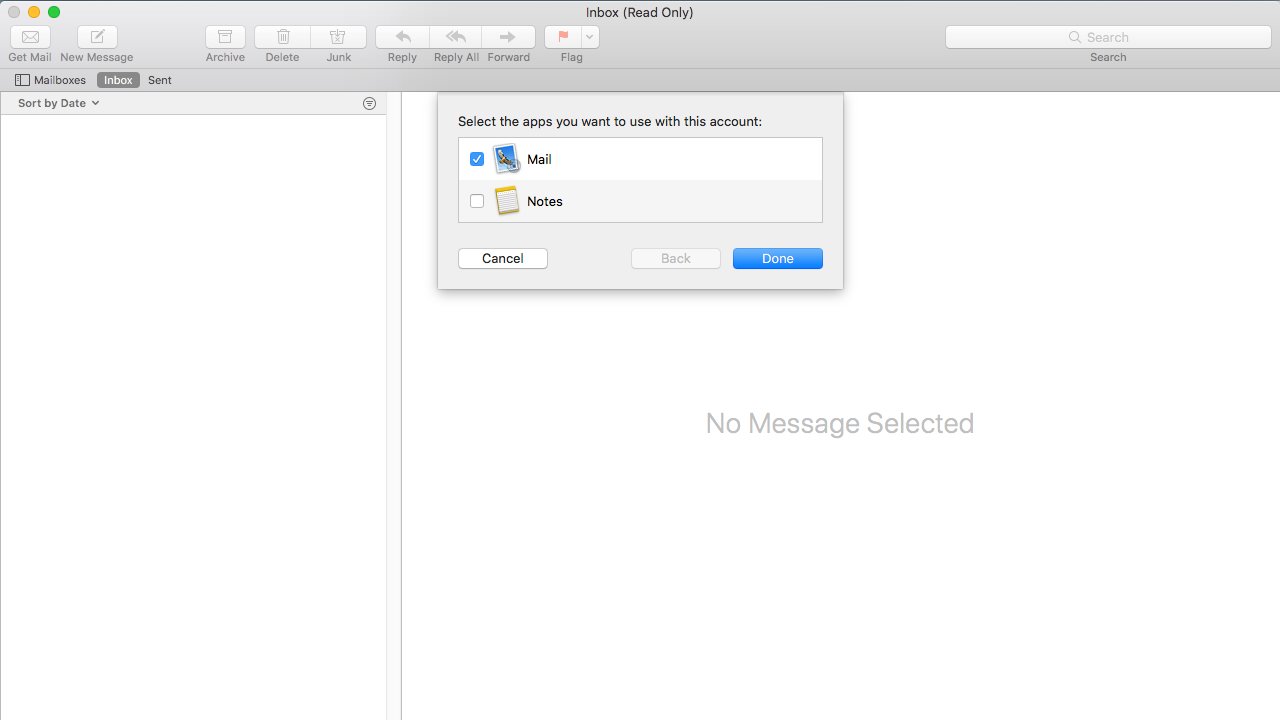 Inbox (Read Only)
Search
Get Mail New Message Archive Delete Junk Reply Reply All Forward Flag Search
Mailboxes Inbox Sent
Sort by Date
Select the apps you want to use with this account:
Mail
Notes
Cancel Back Done
No Message Selected